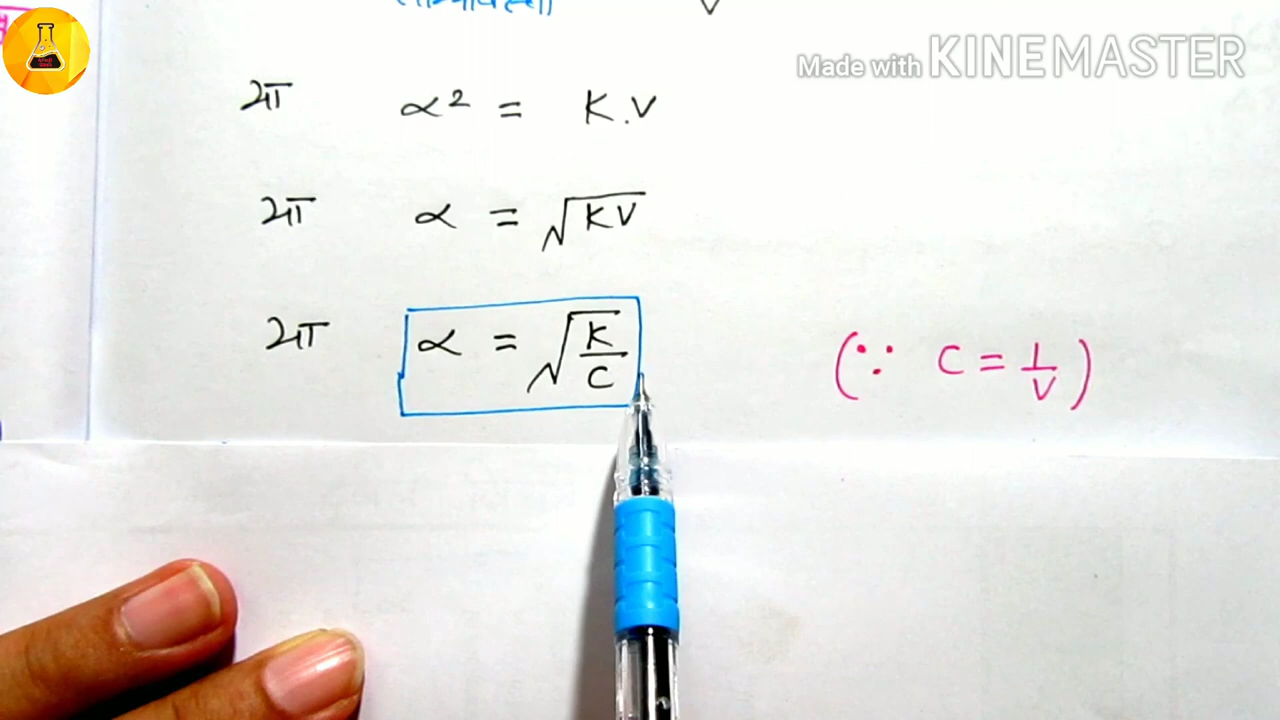 Made with KINEMASTER
या α² = K.V
या α = √KV
या α = √K/C (∵ C = 1/V)